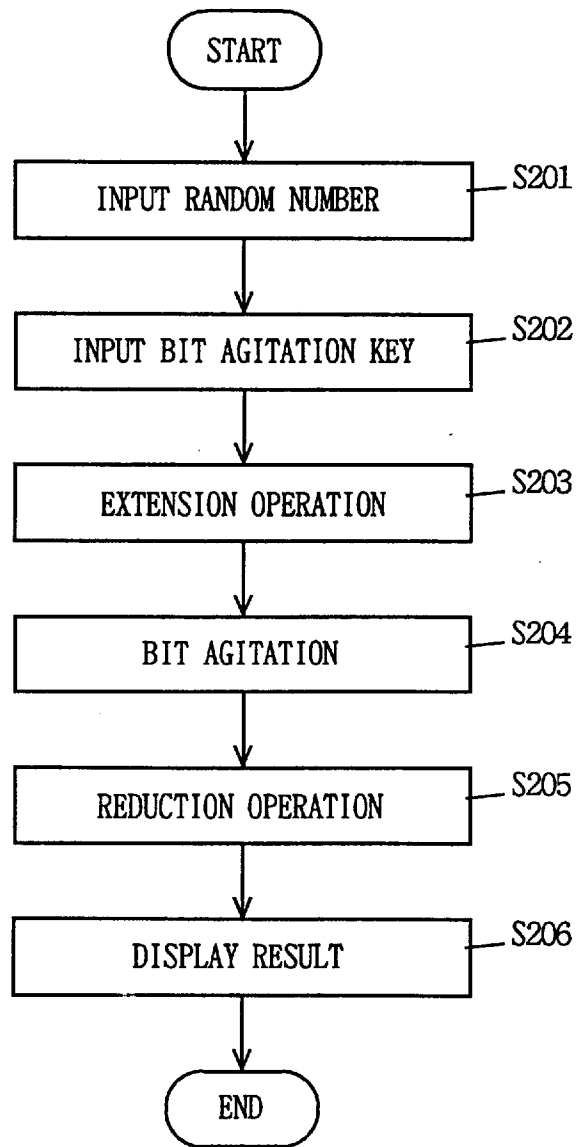 START
INPUT RANDOM NUMBER
S201
INPUT BIT AGITATION KEY
S202
EXTENSION OPERATION
S203
BIT AGITATION
S204
REDUCTION OPERATION
S205
DISPLAY RESULT
S206
END